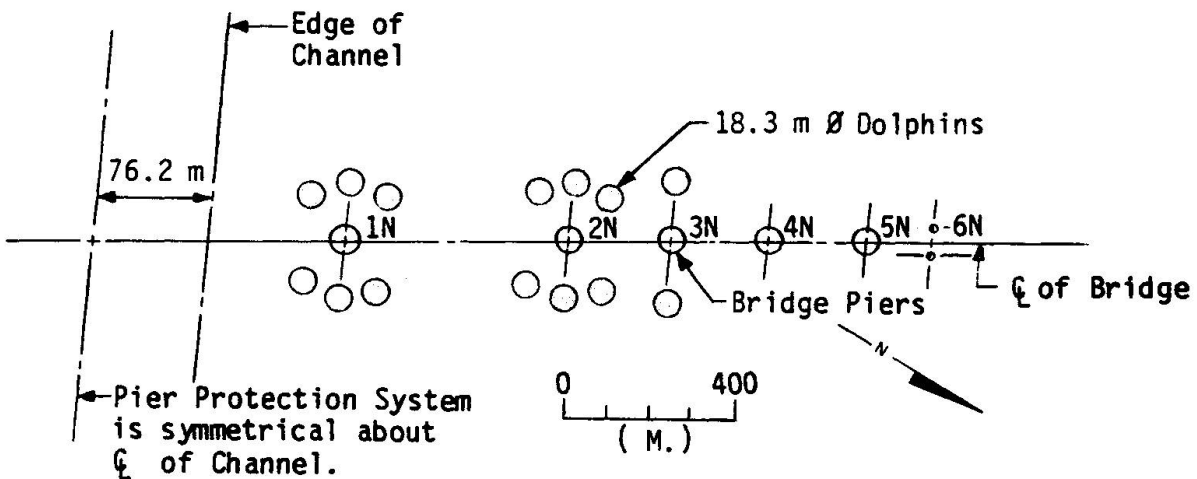 Edge of
Channel
18.3 m Ø Dolphins
76.2 m
1N
2N
3N
4N
5N
6N
Bridge Piers
℄ of Bridge
N
Pier Protection System
is symmetrical about
℄ of Channel.
0 400
( M.)